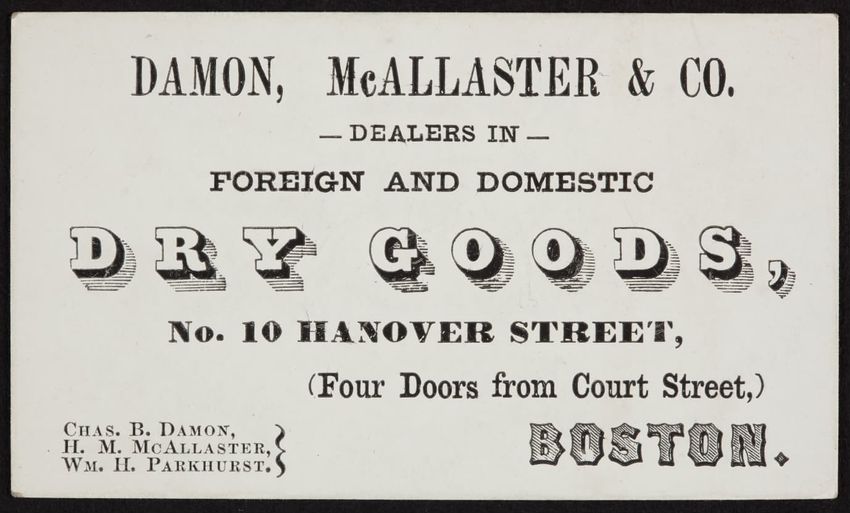 DAMON, McALLASTER & CO.
— DEALERS IN —
FOREIGN AND DOMESTIC
DRY GOODS,
No. 10 HANOVER STREET,
(Four Doors from Court Street,)
CHAS. B. DAMON,
H. M. MCALLASTER,
WM. H. PARKHURST.
BOSTON.